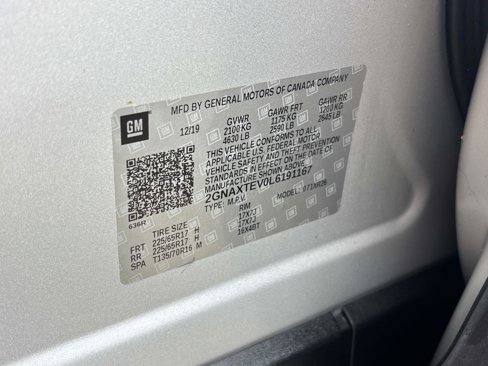 MFD BY GENERAL MOTORS OF CANADA COMPANY
GM
12/19 GVWR GAWR FRT GAWR RR
2100 KG 1175 KG 1200 KG
4630 LB 2590 LB 2645 LB
THIS VEHICLE CONFORMS TO ALL
APPLICABLE U.S. FEDERAL MOTOR
VEHICLE SAFETY AND THEFT PREVENTION
STANDARDS IN EFFECT ON THE DATE OF
MANUFACTURE SHOWN ABOVE.
2GNAXTEV0L6191167
TYPE: M.P.V. MODEL:
636R
TIRE SIZE RIM
FRT 225/65R17 H 17X7J
RR 225/65R17 H 17X7J
SPA T135/70R16 M 16X4BT